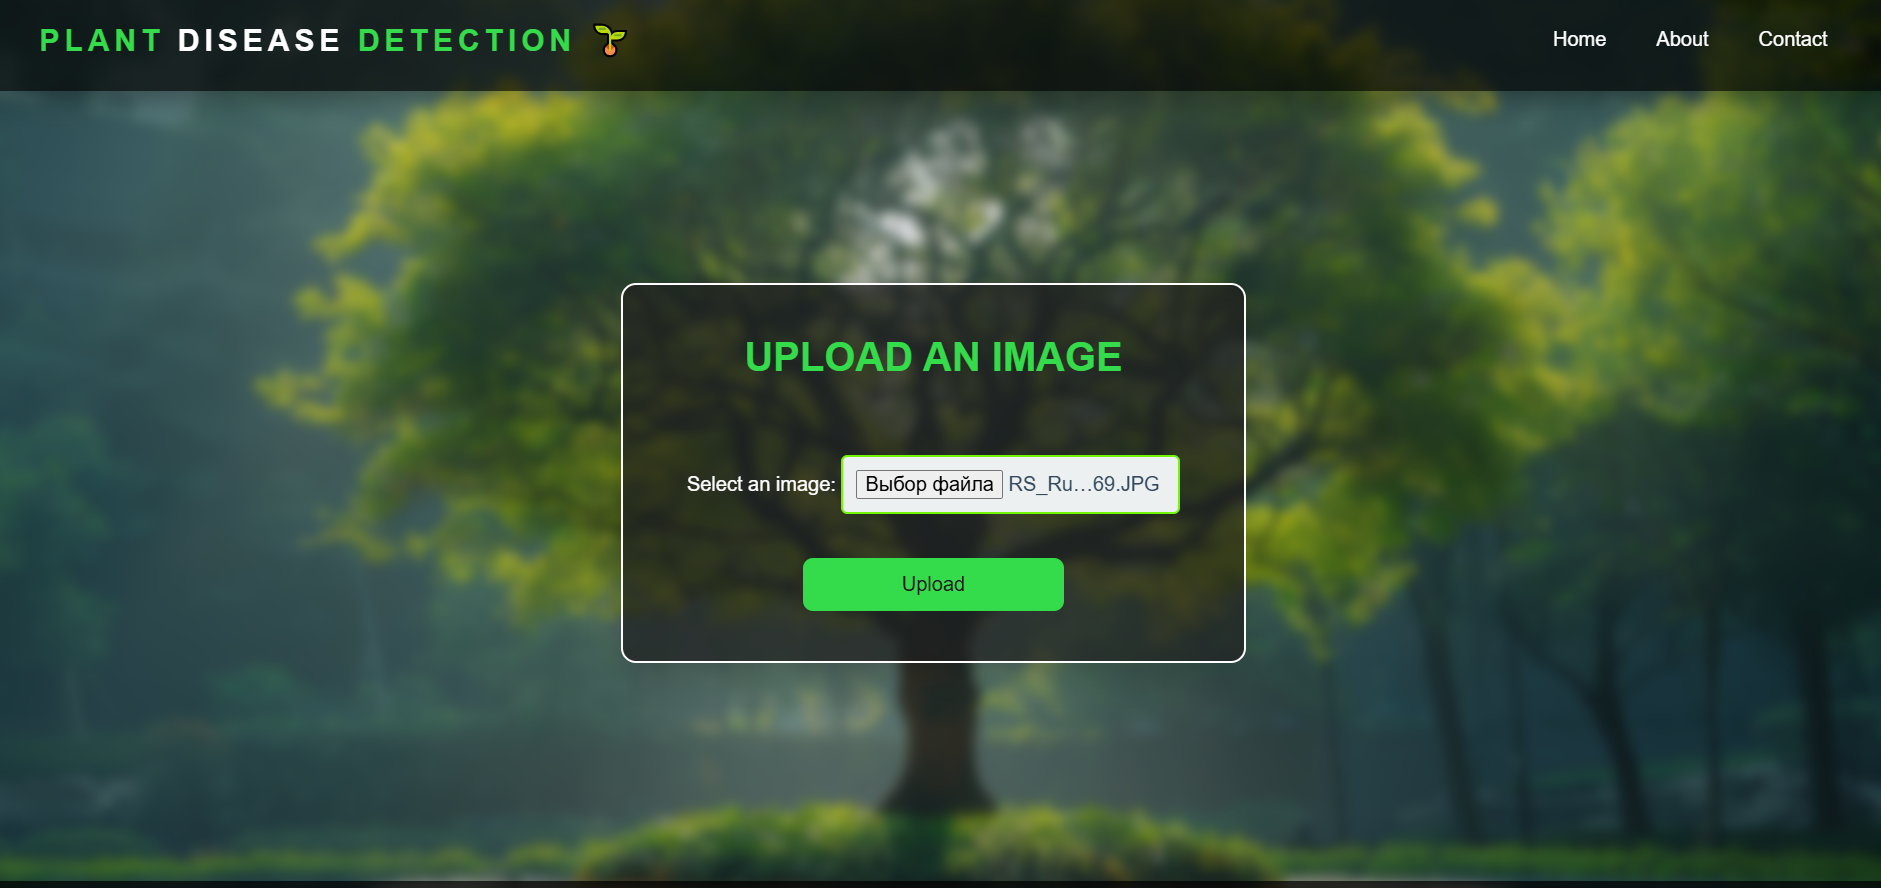 PLANT DISEASE DETECTION
Home About Contact
UPLOAD AN IMAGE
Select an image: Выбор файла RS_Ru...69.JPG
Upload